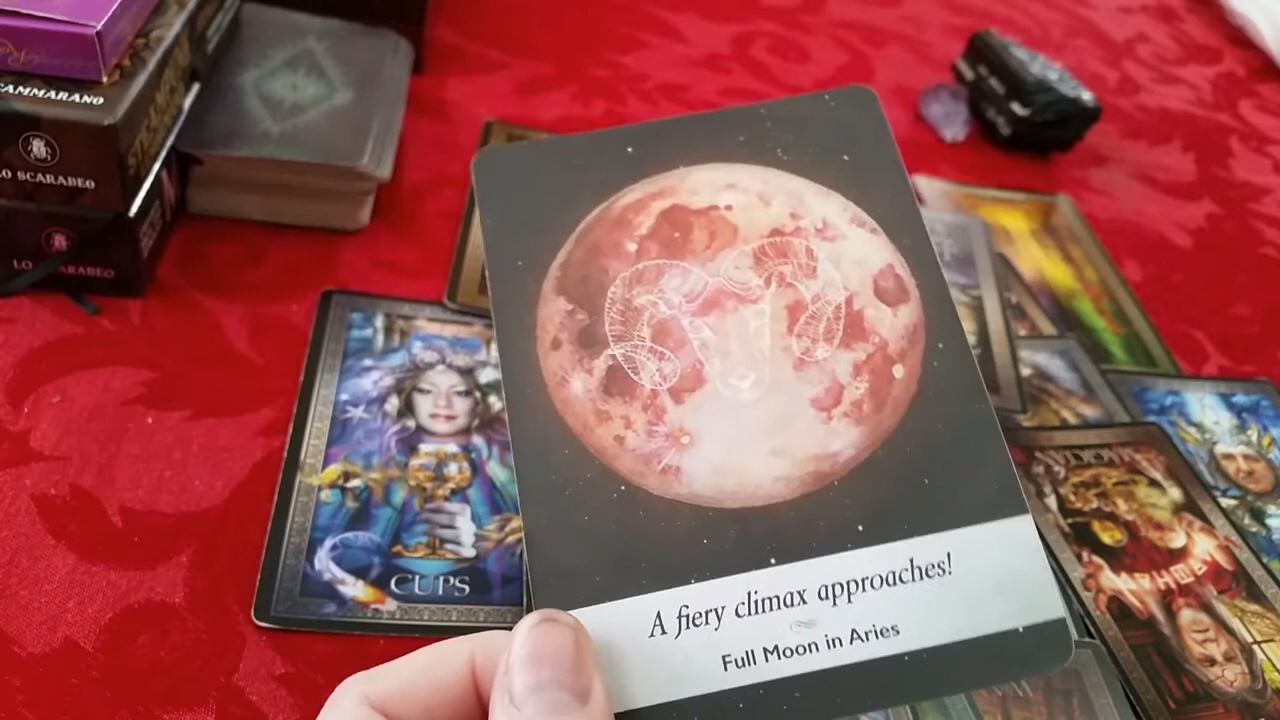 CAMMARANO
LO SCARABEO
LO SCARABEO
CUPS
A fiery climax approaches!
Full Moon in Aries